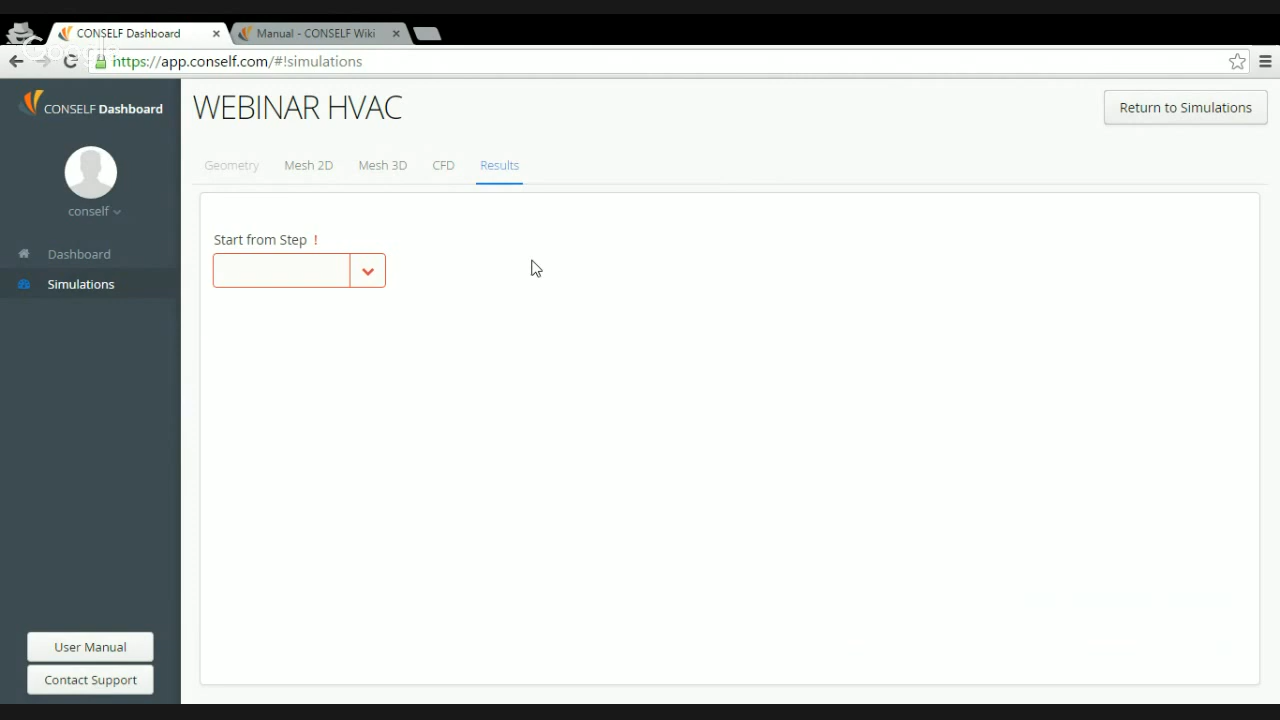 CONSELF Dashboard
Manual - CONSELF Wiki
Google
https://app.conself.com/#!simulations
CONSELF Dashboard
WEBINAR HVAC
Return to Simulations
Geometry
Mesh 2D
Mesh 3D
CFD
Results
conself
Start from Step !
Dashboard
Simulations
User Manual
Contact Support